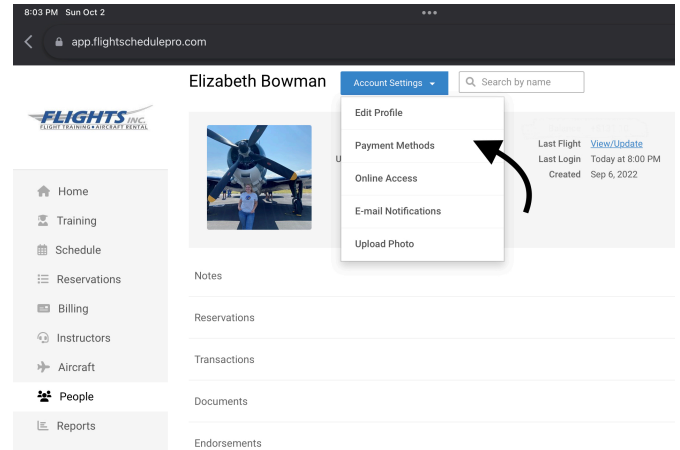 8:03 PM Sun Oct 2
app.flightschedulepro.com
Elizabeth Bowman
Account Settings
Search by name
FLIGHTS INC.
FLIGHT TRAINING • AIRCRAFT RENTAL
Edit Profile
Payment Methods
Online Access
E-mail Notifications
Upload Photo
U
Last Flight View/Update
Last Login Today at 8:00 PM
Created Sep 6, 2022
Home
Training
Schedule
Reservations
Billing
Instructors
Aircraft
People
Reports
Notes
Reservations
Transactions
Documents
Endorsements